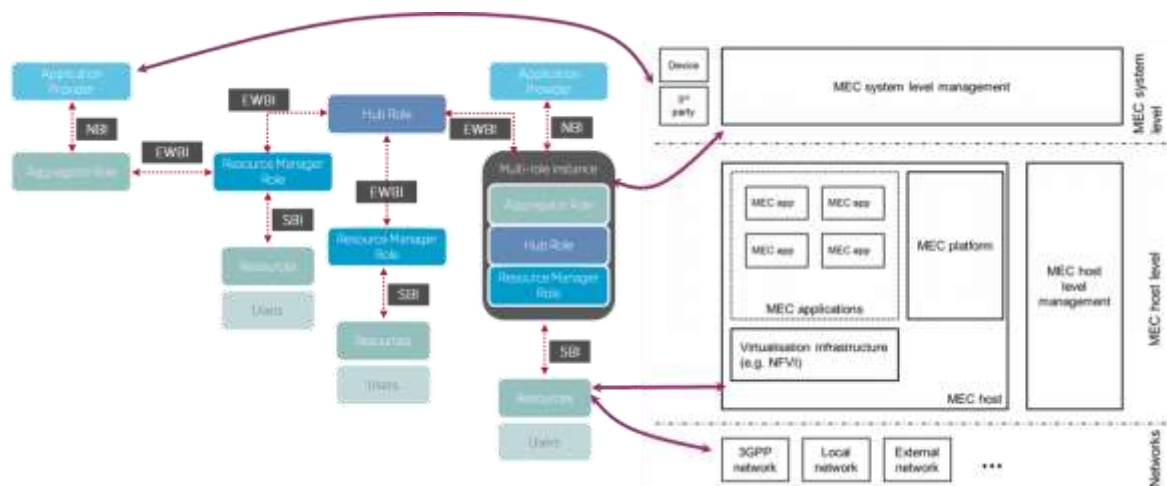 Application
Provider
NBI
Aggregator Role
EWBI
EWBI
Resource Manager
Role
SBI
Resources
Users
Hub Role
EWBI
Resource Manager
Role
SBI
Resources
Users
EWBI
Application
Provider
NBI
Multi-role instance
Aggregator Role
Hub Role
Resource Manager
Role
SBI
Resources
Users
Device
party
MEC system level management
MEC system
level
MEC app
MEC app
MEC app
MEC app
MEC applications
MEC platform
Virtualisation infrastructure
(e.g. NFVI)
MEC host
MEC host
level
management
MEC host level
3GPP
network
Local
network
External
network
...
Networks